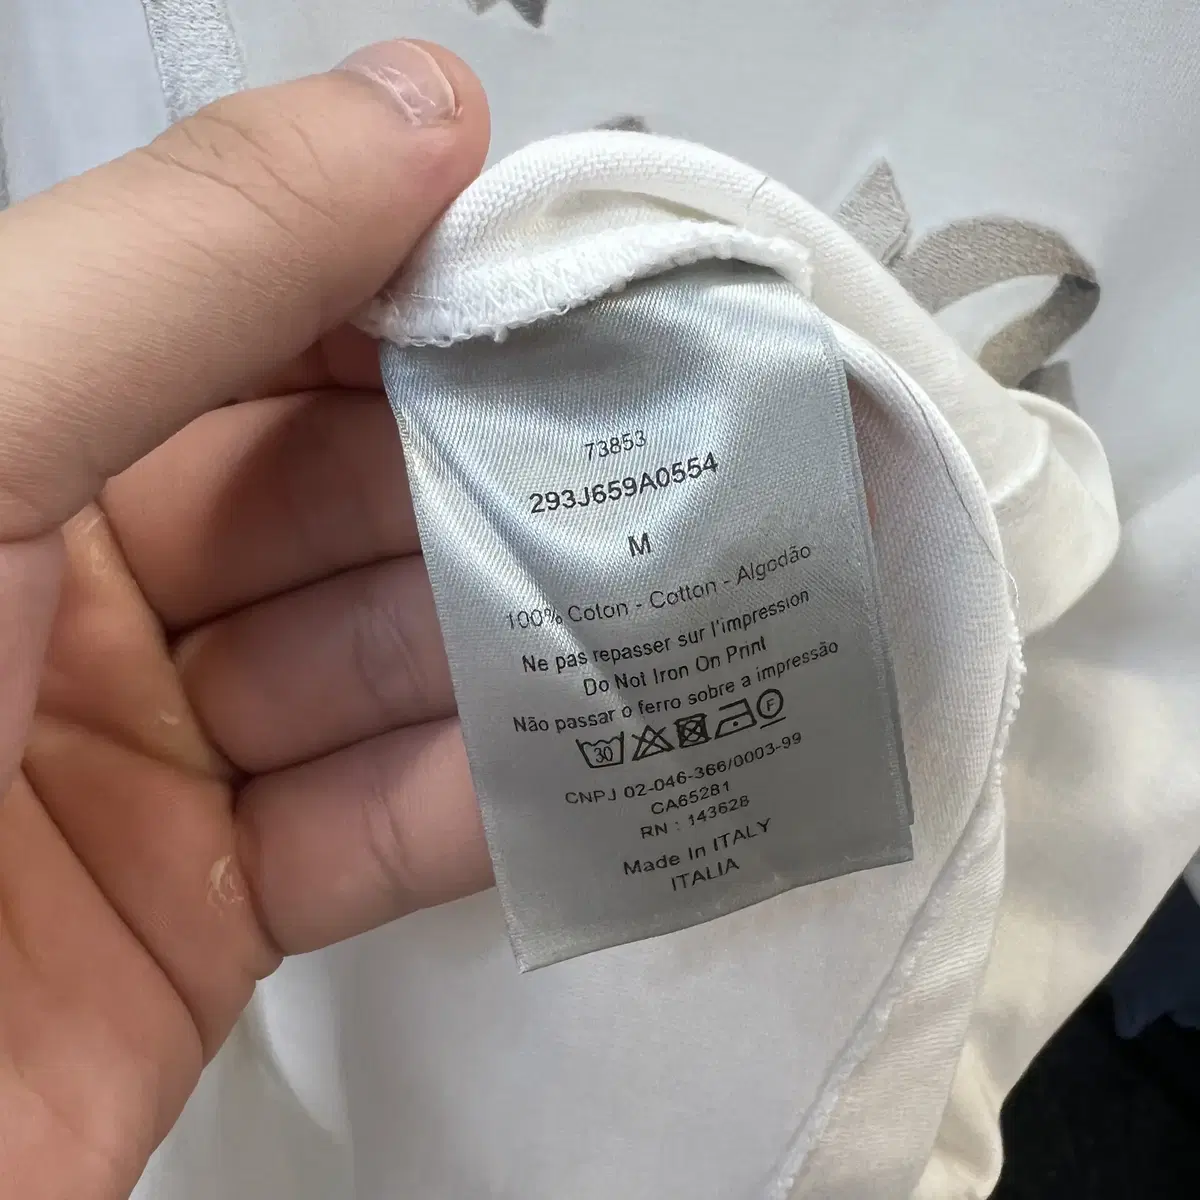 73853
293J659A0554
M
100% Coton - Cotton - Algodão
Ne pas repasser sur l'impression
Do Not Iron On Print
Não passar o ferro sobre a impressão
30 F
CNPJ 02-046-366/0003-99
CA65281
RN : 143628
Made In ITALY
ITALIA